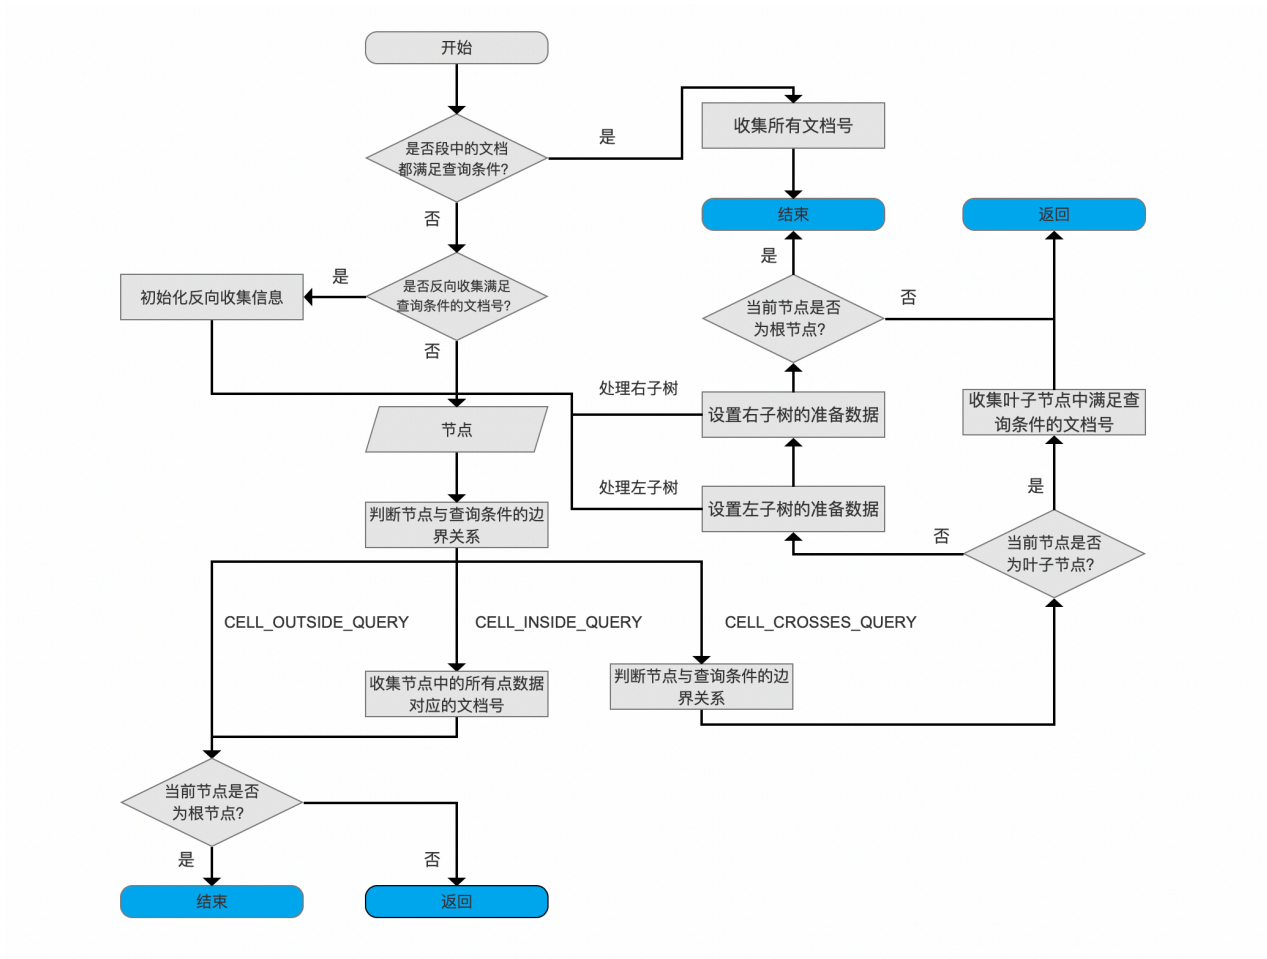 开始
是否段中的文档
都满足查询条件?
是
收集所有文档号
结束
返回
否
是否反向收集满足
查询条件的文档号?
是
初始化反向收集信息
否
是
当前节点是否
为根节点?
否
处理右子树
设置右子树的准备数据
收集叶子节点中满足查
询条件的文档号
节点
处理左子树
设置左子树的准备数据
是
判断节点与查询条件的边
界关系
否
当前节点是否
为叶子节点?
CELL_OUTSIDE_QUERY
CELL_INSIDE_QUERY
CELL_CROSSES_QUERY
收集节点中的所有点数据
对应的文档号
判断节点与查询条件的边
界关系
当前节点是否
为根节点?
是
否
结束
返回